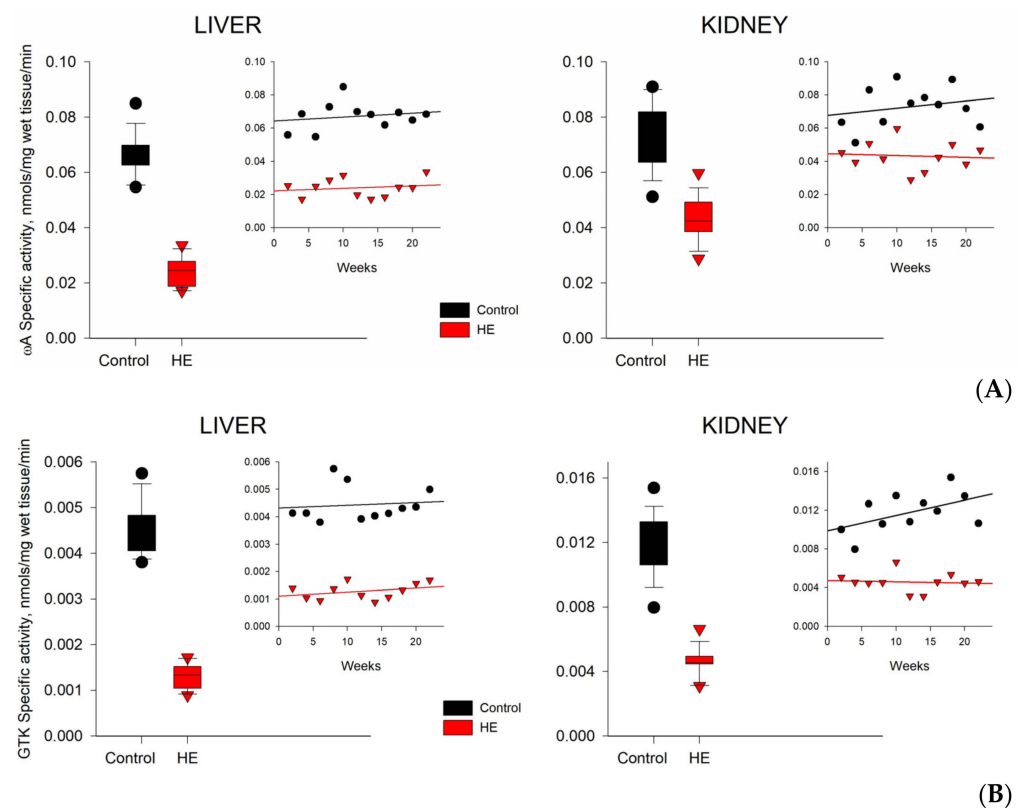 LIVER
KIDNEY
ωA Specific activity, nmols/mg wet tissue/min
0.10
0.08
0.06
0.04
0.02
0.00
Control
HE
0.10
0.08
0.06
0.04
0.02
0.00
0 5 10 15 20
Weeks
Control
HE
0.10
0.08
0.06
0.04
0.02
0.00
Control
HE
0.10
0.08
0.06
0.04
0.02
0.00
0 5 10 15 20
Weeks
(A)
LIVER
KIDNEY
GTK Specific activity, nmols/mg wet tissue/min
0.006
0.005
0.004
0.003
0.002
0.001
0.000
Control
HE
0.006
0.005
0.004
0.003
0.002
0.001
0.000
0 5 10 15 20
Weeks
Control
HE
0.016
0.012
0.008
0.004
0.000
Control
HE
0.016
0.012
0.008
0.004
0.000
0 5 10 15 20
Weeks
(B)